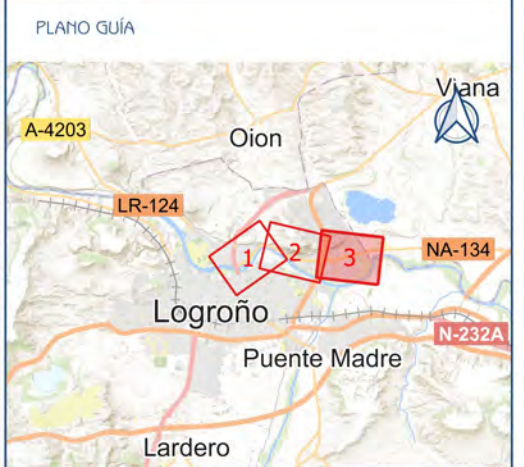 PLANO GUÍA
Viana
A-4203
Oion
LR-124
1
2
3
NA-134
Logroño
N-232A
Puente Madre
Lardero